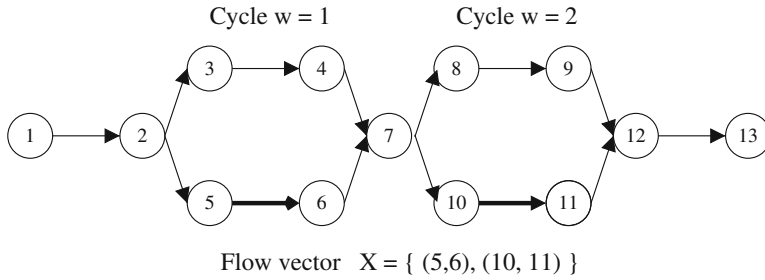 Cycle w = 1 Cycle w = 2
3 4 8 9
1 2 7 12 13
5 6 10 11
Flow vector X = { (5,6), (10, 11) }